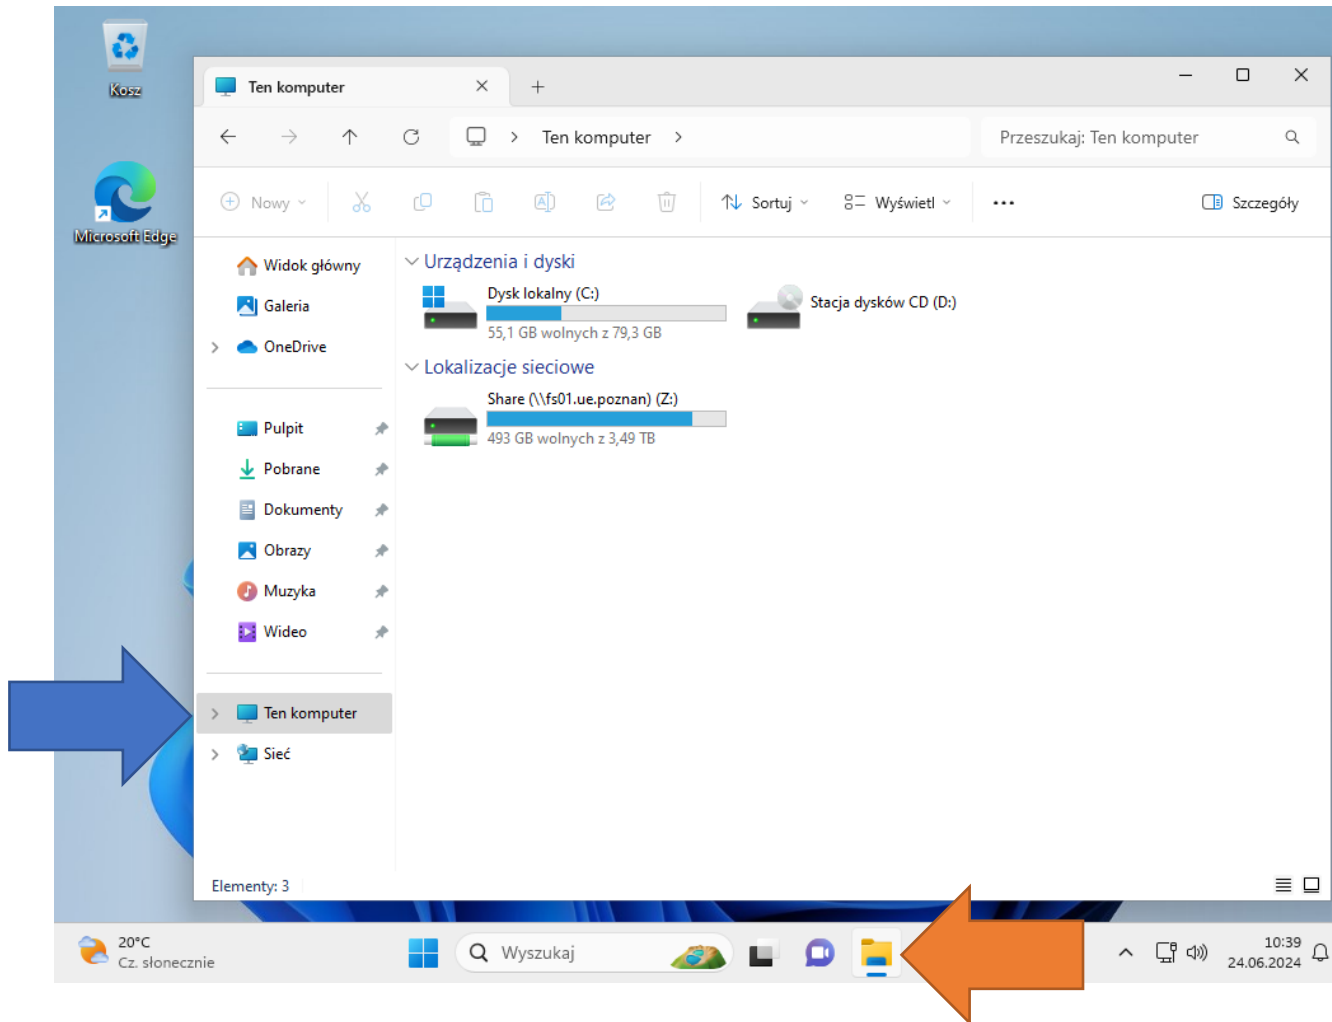 Kosz
Microsoft Edge
Ten komputer
Ten komputer
Przeszukaj: Ten komputer
Nowy
Sortuj
Wyświetl
Szczegóły
Widok główny
Galeria
OneDrive
Pulpit
Pobrane
Dokumenty
Obrazy
Muzyka
Wideo
Ten komputer
Sieć
Urządzenia i dyski
Dysk lokalny (C:)
55,1 GB wolnych z 79,3 GB
Stacja dysków CD (D:)
Lokalizacje sieciowe
Share (\\fs01.ue.poznan) (Z:)
493 GB wolnych z 3,49 TB
Elementy: 3
20°C
Cz. słonecznie
Wyszukaj
10:39
24.06.2024